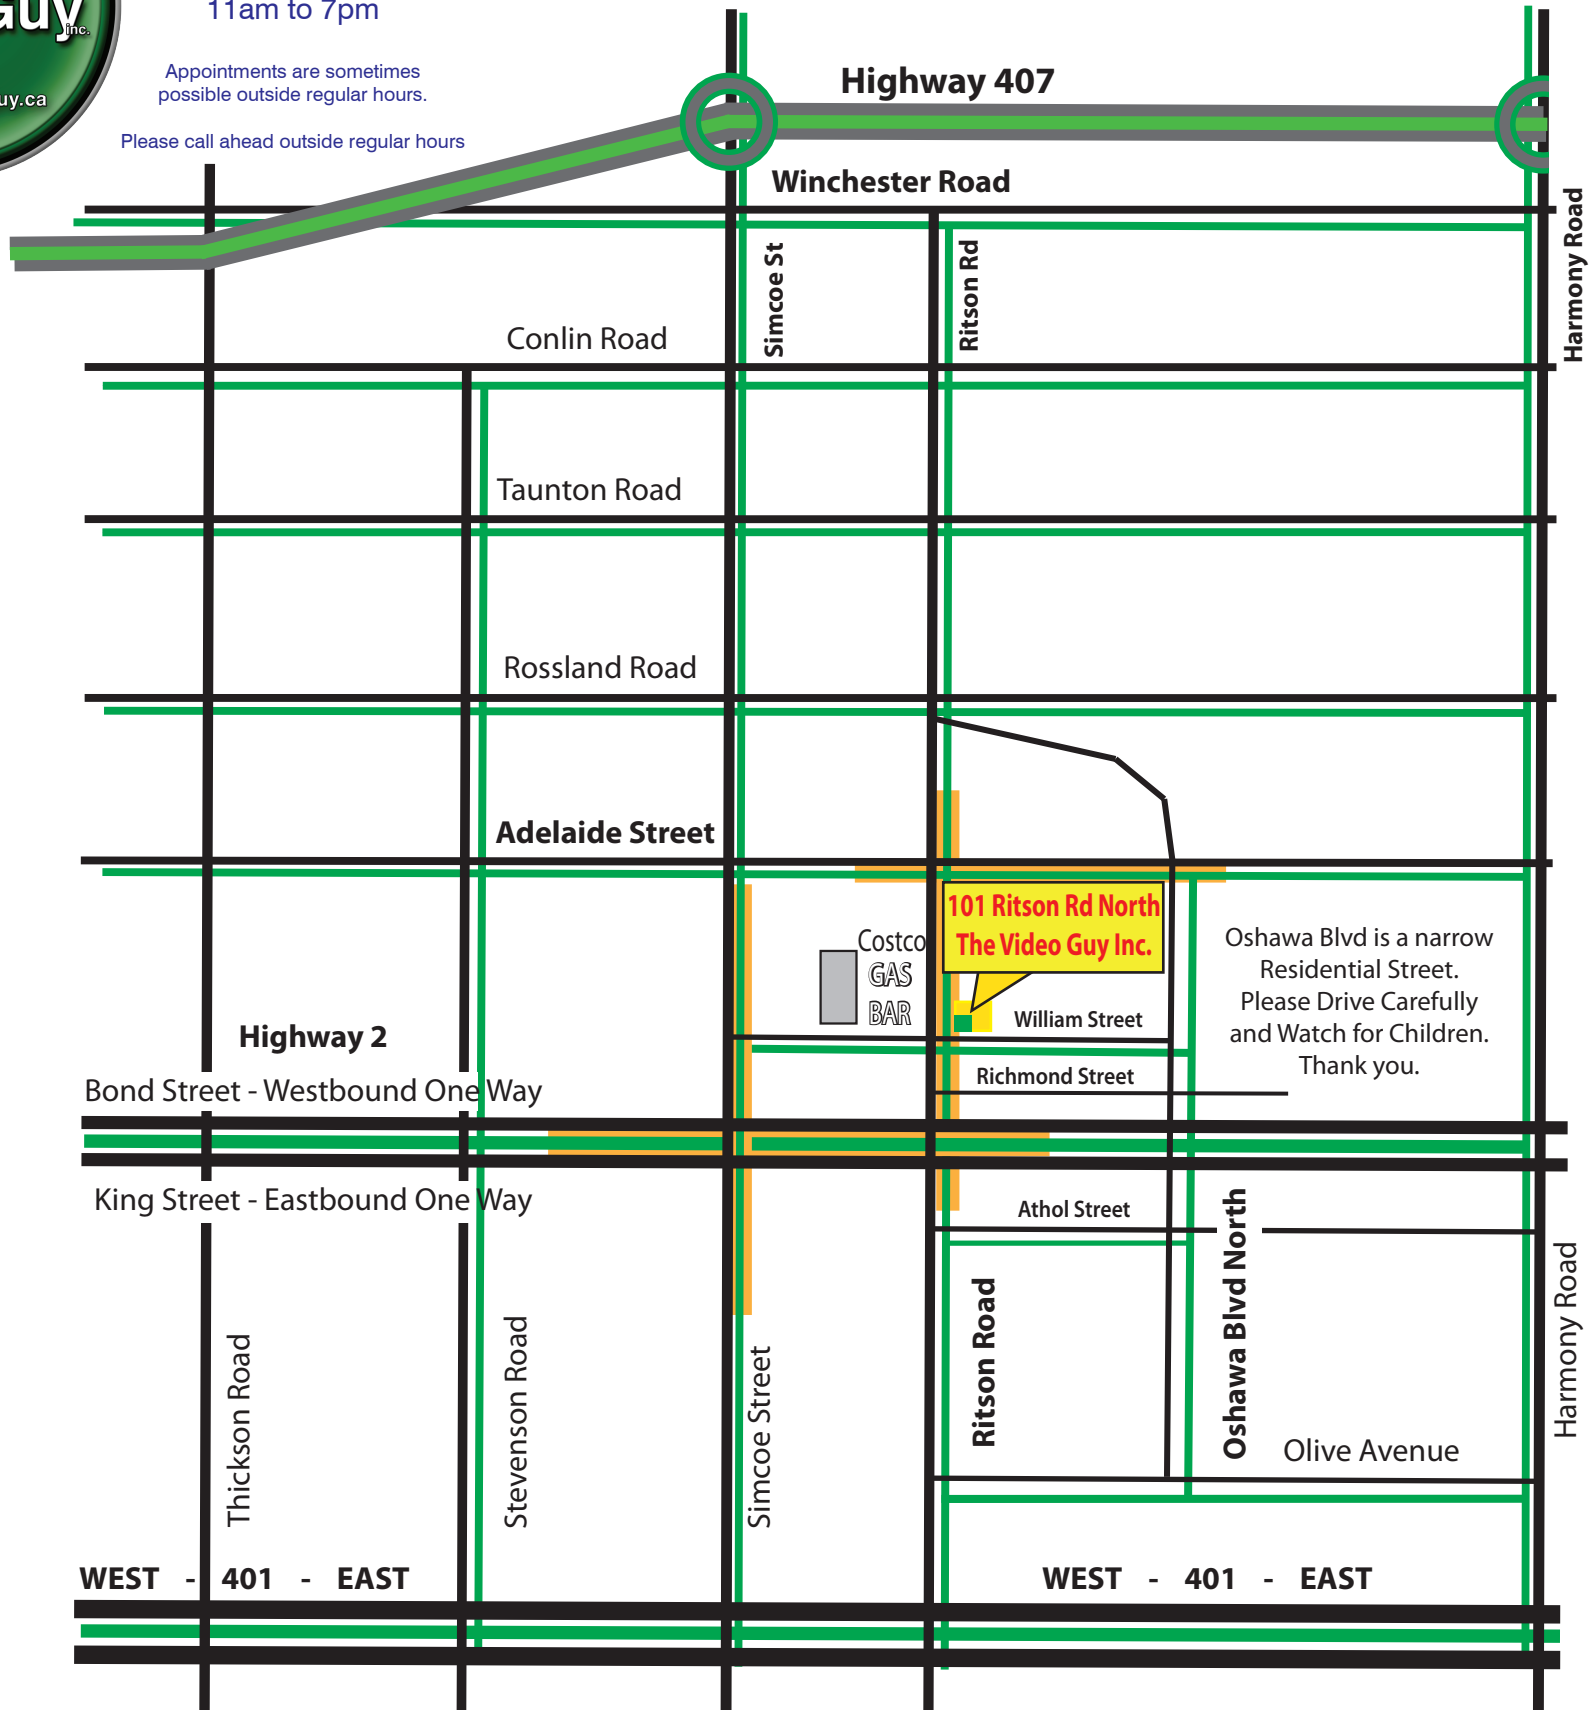 Guy
inc.
uy.ca
11am to 7pm
Appointments are sometimes
possible outside regular hours.
Please call ahead outside regular hours
Highway 407
Winchester Road
Simcoe St
Ritson Rd
Harmony Road
Conlin Road
Taunton Road
Rossland Road
Adelaide Street
101 Ritson Rd North
The Video Guy Inc.
Costco
GAS
BAR
Oshawa Blvd is a narrow
Residential Street.
Please Drive Carefully
and Watch for Children.
Thank you.
William Street
Highway 2
Richmond Street
Bond Street - Westbound One Way
King Street - Eastbound One Way
Athol Street
Thickson Road
Stevenson Road
Simcoe Street
Ritson Road
Oshawa Blvd North
Harmony Road
Olive Avenue
WEST - 401 - EAST
WEST - 401 - EAST